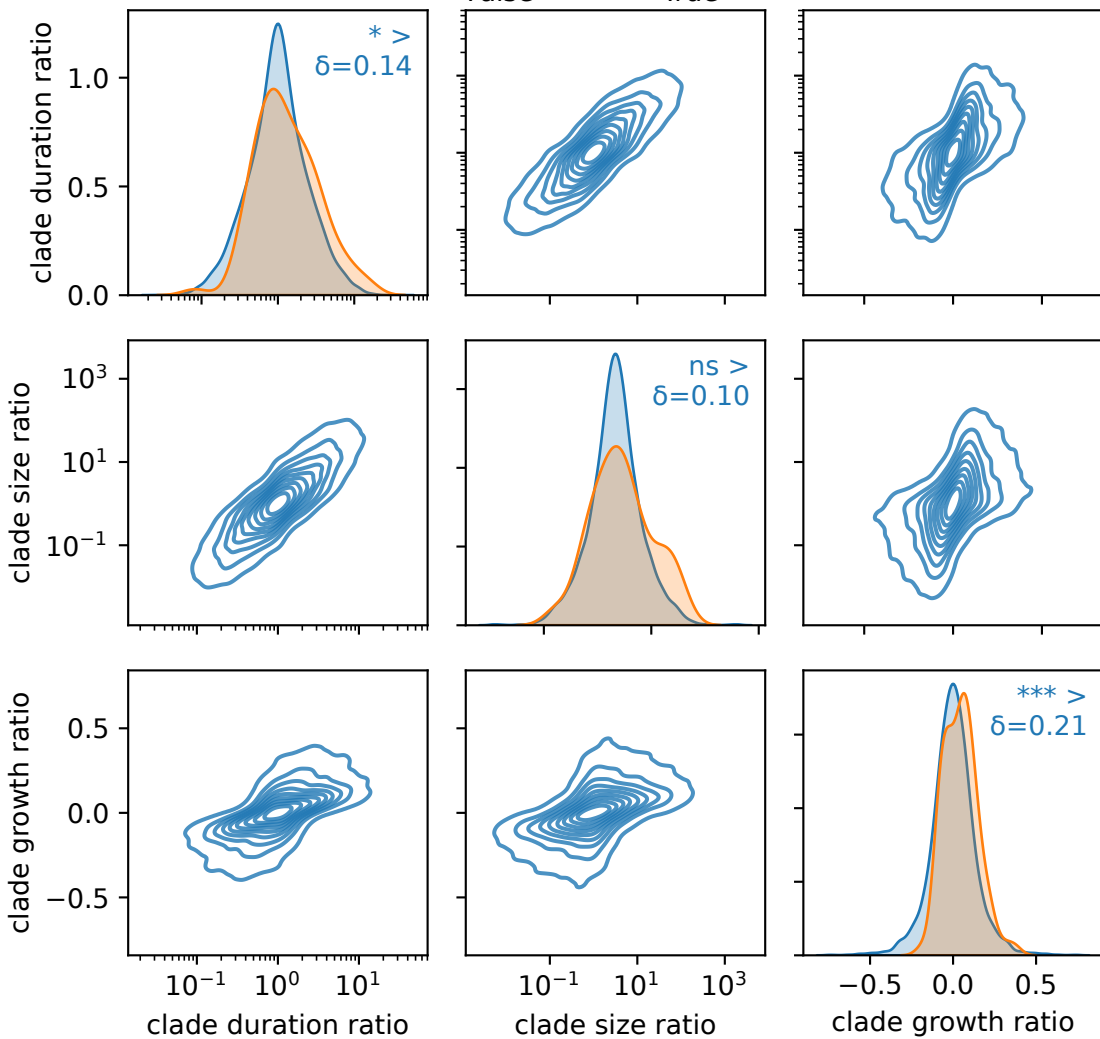 clade duration ratio
1.0
0.5
0.0
* >
δ=0.14
clade size ratio
10³
10¹
10⁻¹
ns >
δ=0.10
clade growth ratio
0.5
0.0
−0.5
*** >
δ=0.21
10⁻¹ 10⁰ 10¹
10⁻¹ 10¹ 10³
−0.5 0.0 0.5
clade duration ratio
clade size ratio
clade growth ratio